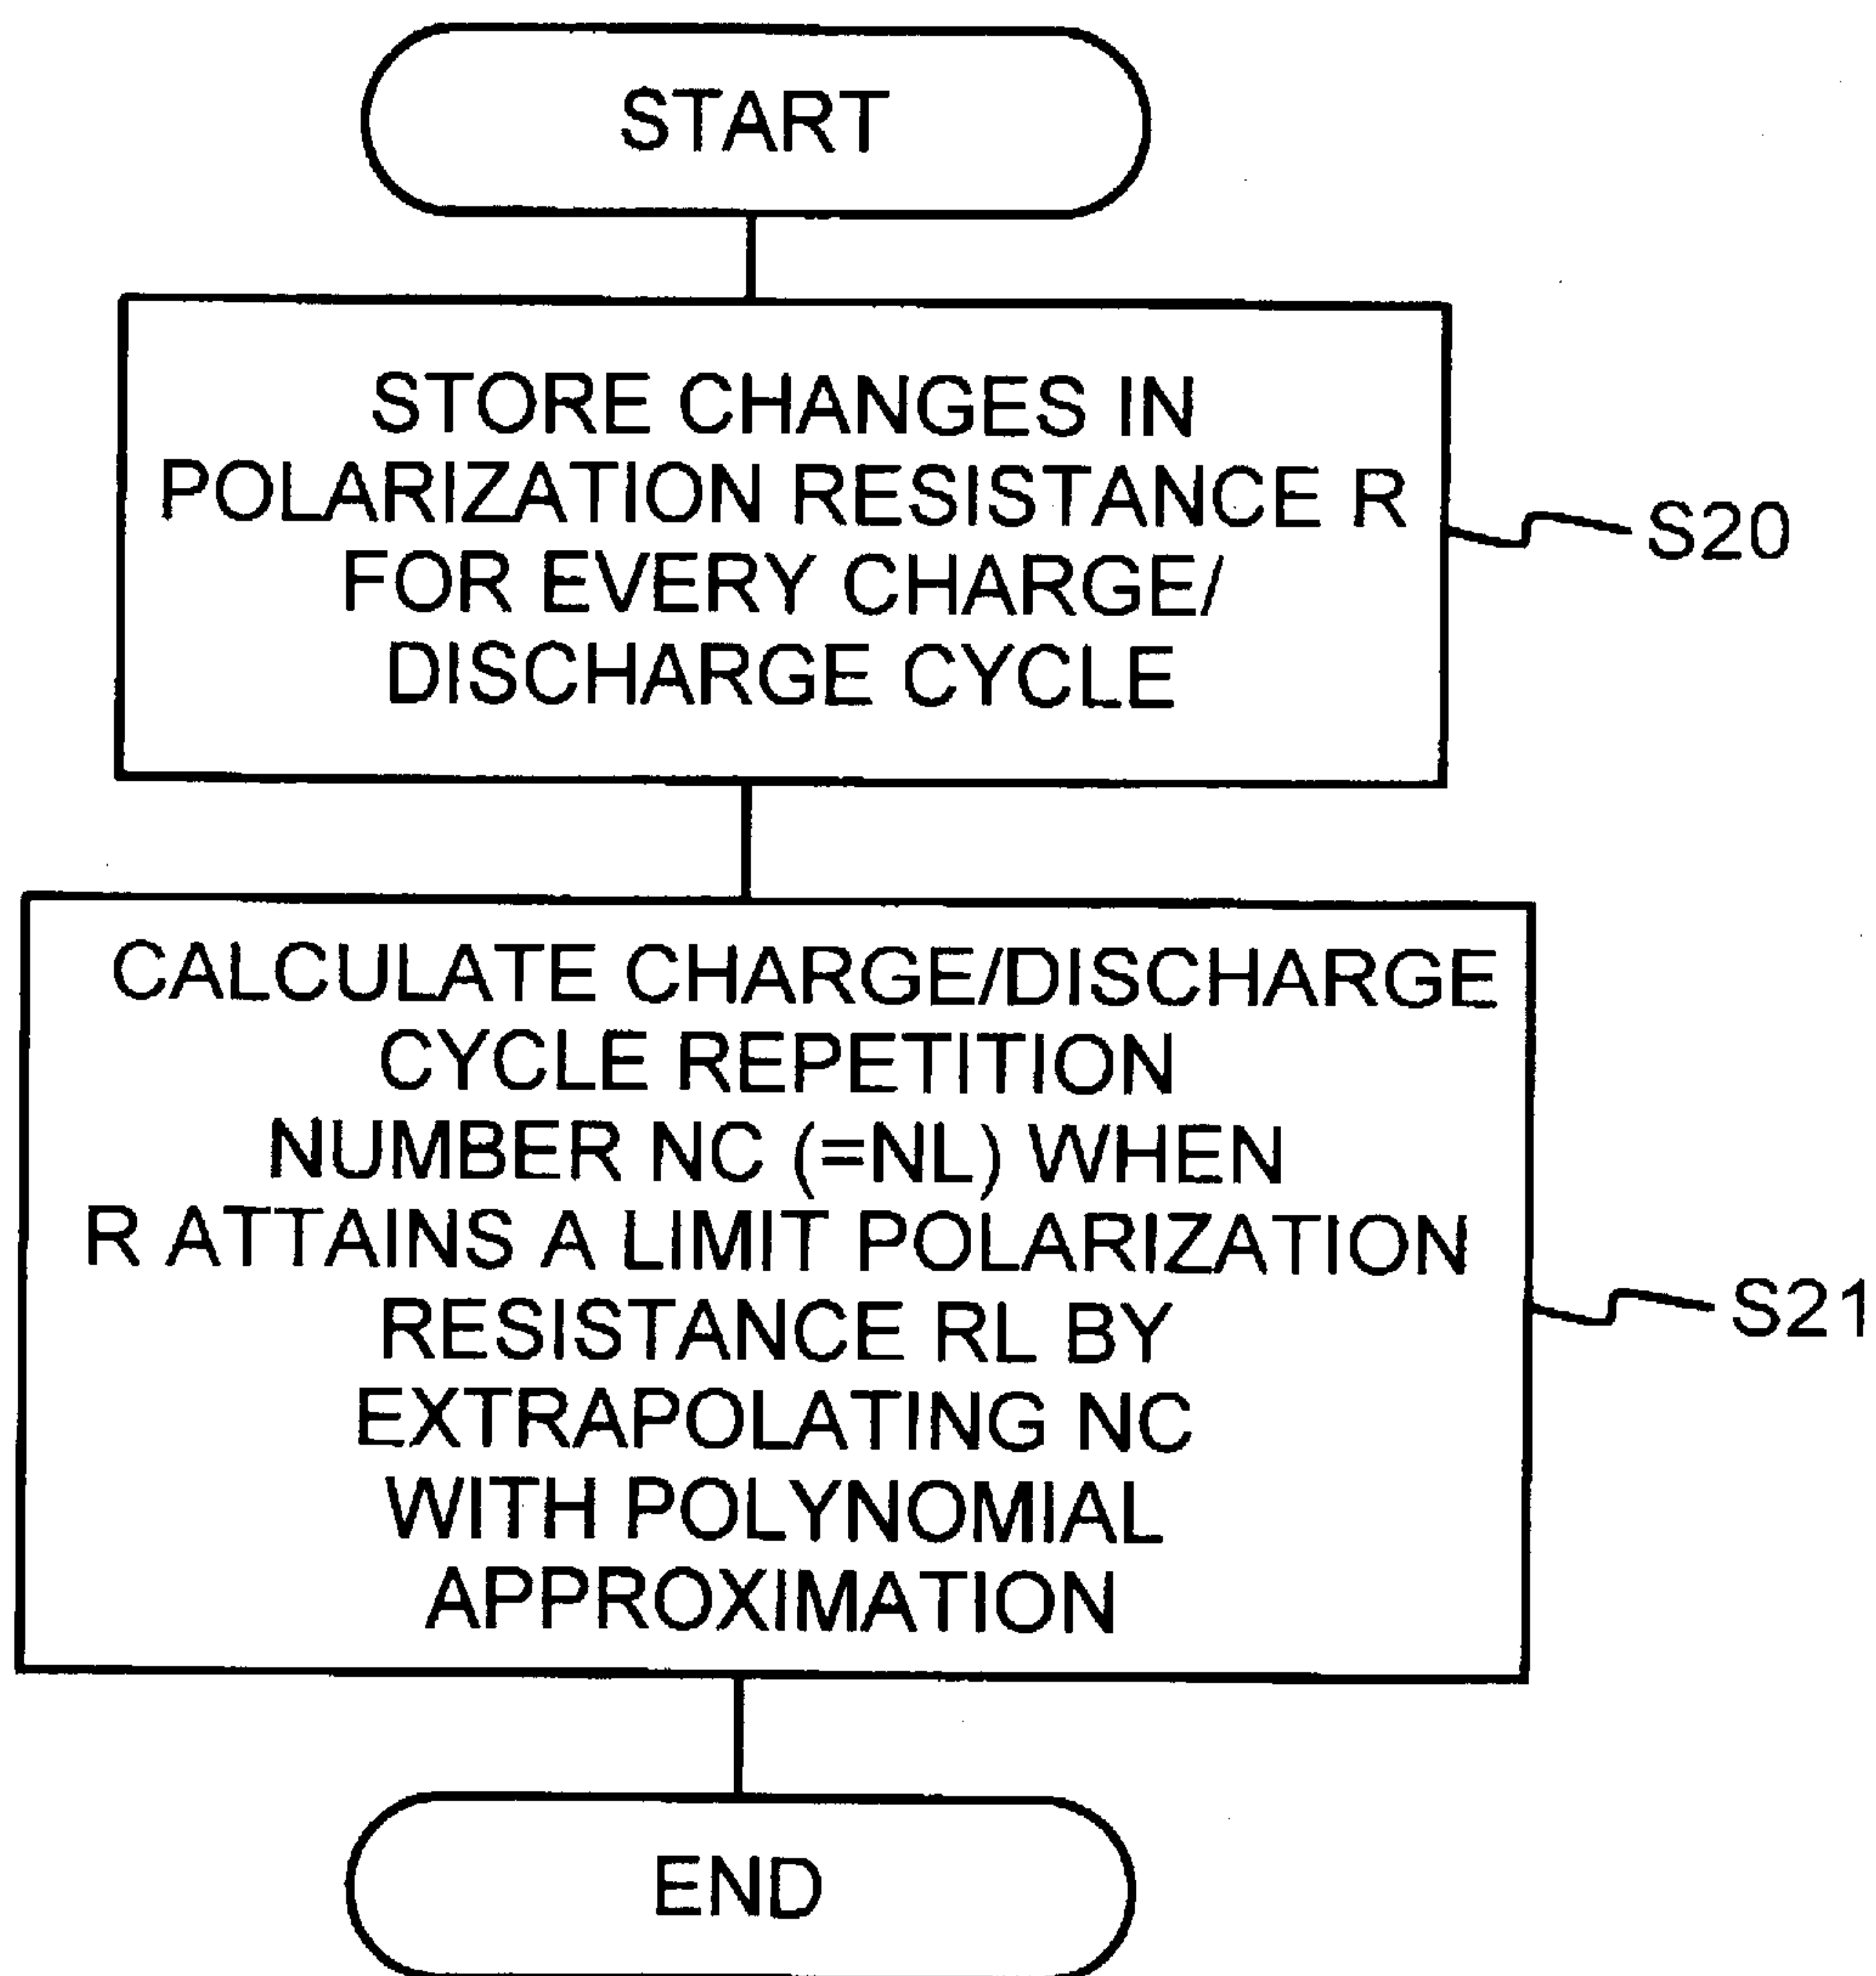 START
STORE CHANGES IN
POLARIZATION RESISTANCE R
FOR EVERY CHARGE/
DISCHARGE CYCLE
S20
CALCULATE CHARGE/DISCHARGE
CYCLE REPETITION
NUMBER NC (=NL) WHEN
R ATTAINS A LIMIT POLARIZATION
RESISTANCE RL BY
EXTRAPOLATING NC
WITH POLYNOMIAL
APPROXIMATION
S21
END